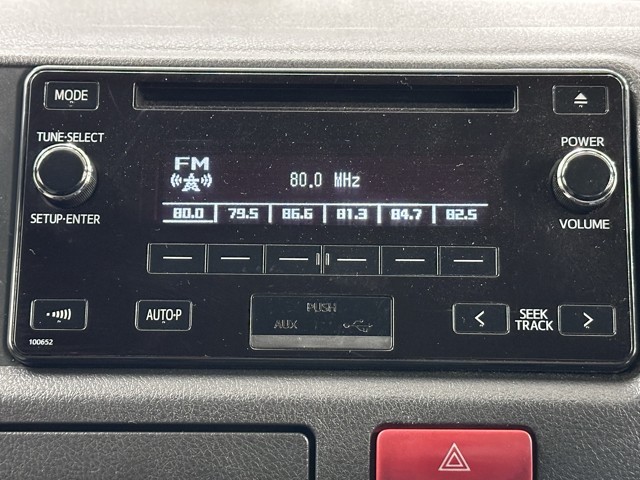 MODE
TUNE·SELECT
POWER
FM
80.0 MHz
80.0 79.5 86.6 81.3 84.7 82.5
SETUP·ENTER
VOLUME
PUSH
AUTO·P
AUX
SEEK
TRACK
100652